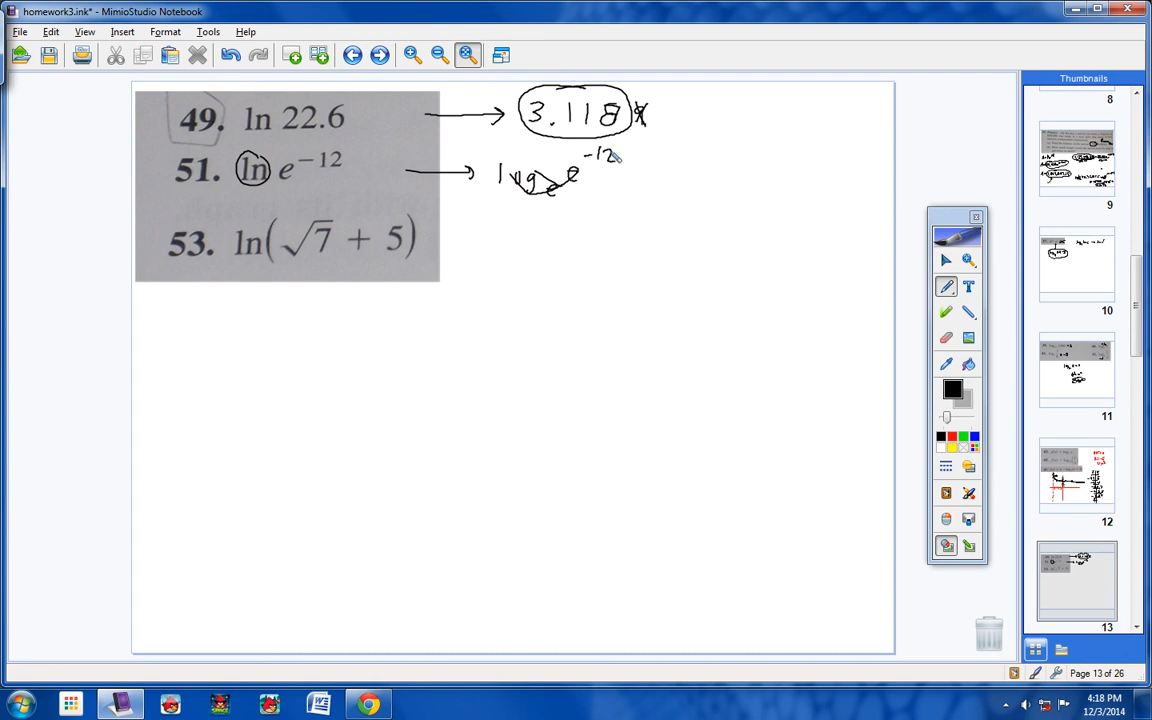 homework3.ink* - MimioStudio Notebook
File Edit View Insert Format Tools Help
Thumbnails
49. ln 22.6 → 3.118
51. ln e⁻¹² → log e e⁻¹²
53. ln(√7 + 5)
8
9
10
11
12
13
T
W
Page 13 of 26
4:18 PM
12/3/2014